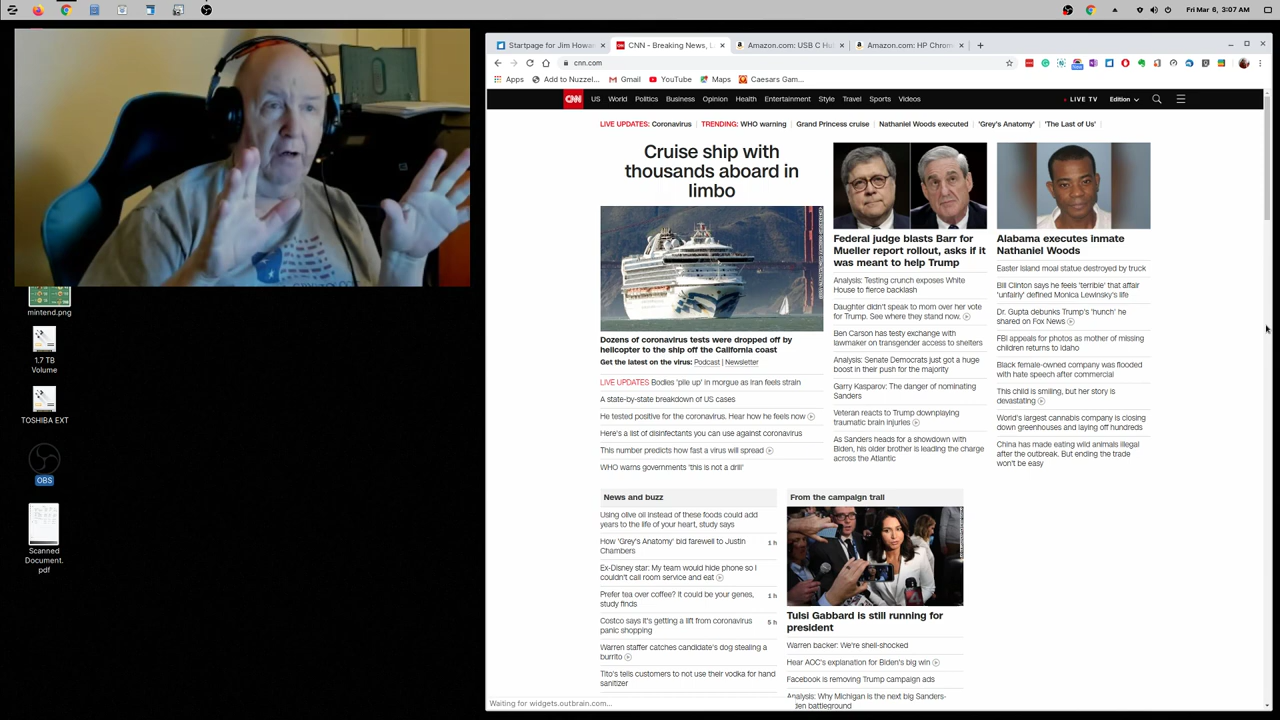 Fri Mar 6, 3:07 AM
mintend.png
1.7 TB
Volume
TOSHIBA EXT
OBS
Scanned
Document.
pdf
Startpage for Jim Howa
CNN - Breaking News, L
Amazon.com: USB C Hu
Amazon.com: HP Chrom
cnn.com
Apps
Add to Nuzzel...
Gmail
YouTube
Maps
Caesars Gam...
CNN
US
World
Politics
Business
Opinion
Health
Entertainment
Style
Travel
Sports
Videos
LIVE TV
Edition
LIVE UPDATES: Coronavirus
TRENDING: WHO warning
Grand Princess cruise
Nathaniel Woods executed
'Grey's Anatomy'
'The Last of Us'
Cruise ship with
thousands aboard in
limbo
Dozens of coronavirus tests were dropped off by
helicopter to the ship off the California coast
Get the latest on the virus: Podcast | Newsletter
LIVE UPDATES Bodies 'pile up' in morgue as Iran feels strain
A state-by-state breakdown of US cases
He tested positive for the coronavirus. Hear how he feels now
Here's a list of disinfectants you can use against coronavirus
This number predicts how fast a virus will spread
WHO warns governments 'this is not a drill'
Federal judge blasts Barr for
Mueller report rollout, asks if it
was meant to help Trump
Analysis: Testing crunch exposes White
House to fierce backlash
Daughter didn't speak to mom over her vote
for Trump. See where they stand now.
Ben Carson has testy exchange with
lawmaker on transgender access to shelters
Analysis: Senate Democrats just got a huge
boost in their push for the majority
Garry Kasparov: The danger of nominating
Sanders
Veteran reacts to Trump downplaying
traumatic brain injuries
As Sanders heads for a showdown with
Biden, his older brother is leading the charge
across the Atlantic
Alabama executes inmate
Nathaniel Woods
Easter Island moai statue destroyed by truck
Bill Clinton says he feels 'terrible' that affair
'unfairly' defined Monica Lewinsky's life
Dr. Gupta debunks Trump's 'hunch' he
shared on Fox News
FBI appeals for photos as mother of missing
children returns to Idaho
Black female-owned company was flooded
with hate speech after commercial
This child is smiling, but her story is
devastating
World's largest cannabis company is closing
down greenhouses and laying off hundreds
China has made eating wild animals illegal
after the outbreak. But ending the trade
won't be easy
News and buzz
Using olive oil instead of these foods could add
years to the life of your heart, study says
How 'Grey's Anatomy' bid farewell to Justin
Chambers
1 h
Ex-Disney star: My team would hide phone so I
couldn't call room service and eat
Prefer tea over coffee? It could be your genes,
study finds
1 h
Costco says it's getting a lift from coronavirus
panic shopping
5 h
Warren staffer catches candidate's dog stealing a
burrito
Tito's tells customers to not use their vodka for hand
sanitizer
From the campaign trail
Tulsi Gabbard is still running for
president
Warren backer: We're shell-shocked
Hear AOC's explanation for Biden's big win
Facebook is removing Trump campaign ads
Analysis: Why Michigan is the next big Sanders-
den battleground
Waiting for widgets.outbrain.com...